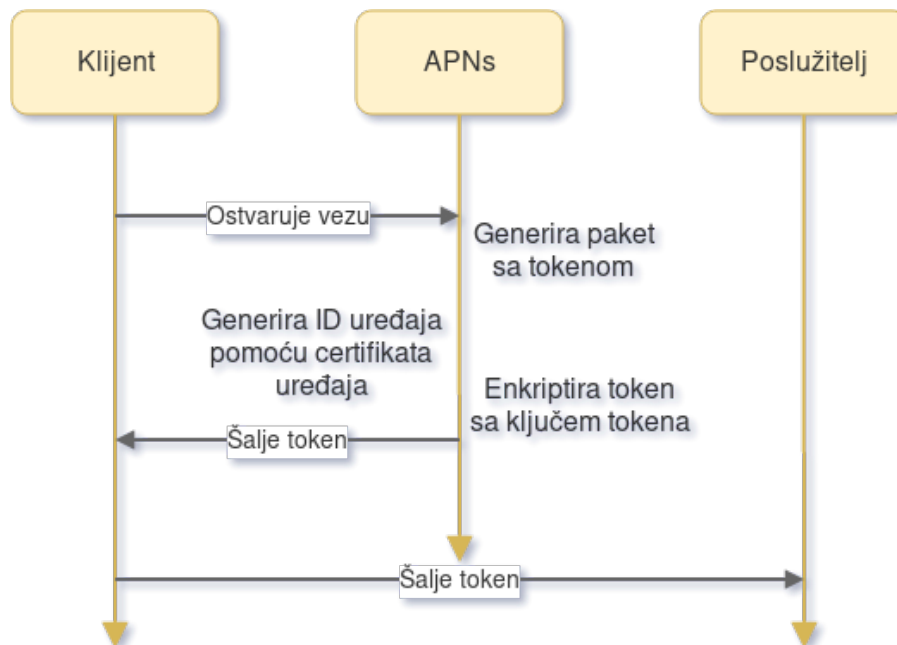 Klijent
APNs
Poslužitelj
Ostvaruje vezu
Generira paket
sa tokenom
Generira ID uređaja
pomoću certifikata
uređaja
Enkriptira token
sa ključem tokena
Šalje token
Šalje token